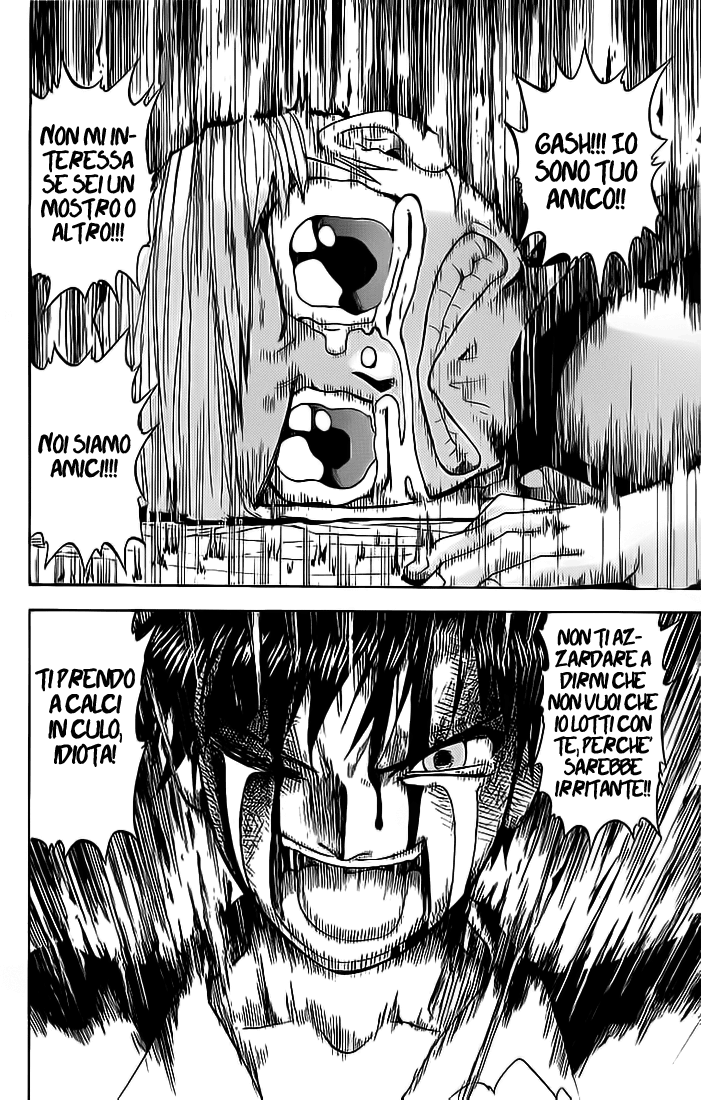 GASH!!! IO
SONO TUO
AMICO!!
NON MI IN-
TERESSA
SE SEI UN
MOSTRO O
ALTRO!!!
NOI SIAMO
AMICI!!!
NON TI AZ-
ZARDARE A
DIRMI CHE
NON VUOI CHE
IO LOTTI CON
TE, PERCHE'
SAREBBE
IRRITANTE!!
TI PRENDO
A CALCI
IN CULO,
IDIOTA!